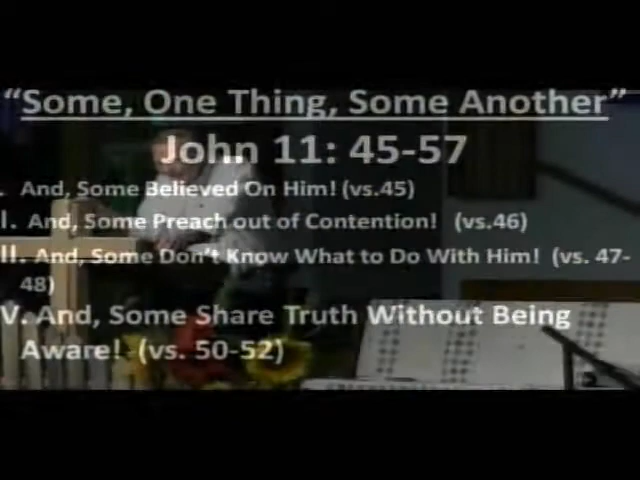 “Some, One Thing, Some Another”
John 11: 45-57
. And, Some Believed On Him! (vs.45)
I. And, Some Preach out of Contention! (vs.46)
II. And, Some Don't Know What to Do With Him! (vs. 47-
48)
V. And, Some Share Truth Without Being
Aware! (vs. 50-52)